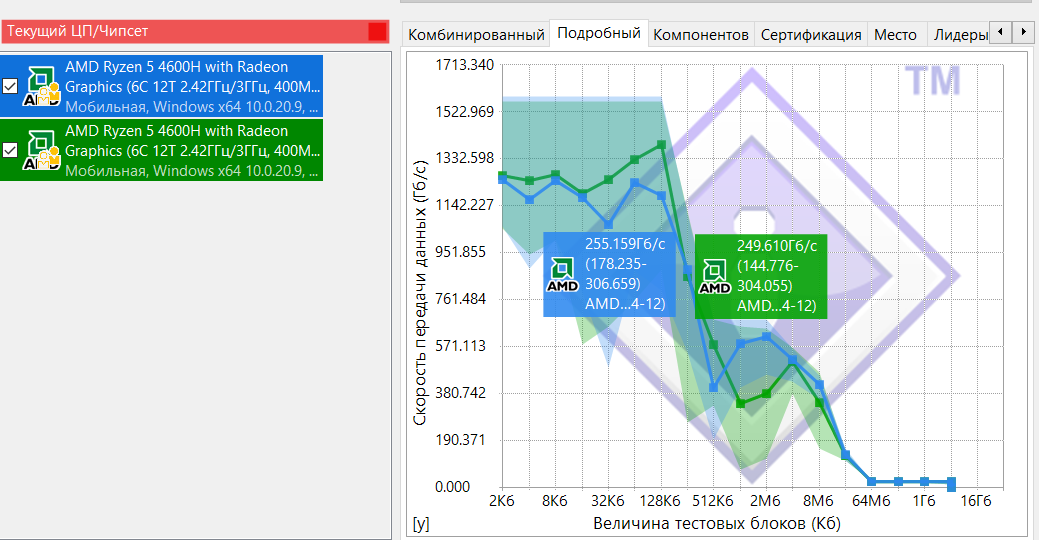 Текущий ЦП/Чипсет
AMD Ryzen 5 4600H with Radeon
Graphics (6C 12T 2.42ГГц/3ГГц, 400M...
Мобильная, Windows x64 10.0.20.9, ...
AMD Ryzen 5 4600H with Radeon
Graphics (6C 12T 2.42ГГц/3ГГц, 400M...
Мобильная, Windows x64 10.0.20.9, ...
Комбинированный Подробный Компонентов Сертификация Место Лидеры
TM
Скорость передачи данных (Гб/с)
1713.340
1522.969
1332.598
1142.227
951.855
761.484
571.113
380.742
190.371
0.000
255.159Гб/с
(178.235-
306.659)
AMD...4-12)
AMD
249.610Гб/с
(144.776-
304.055)
AMD...4-12)
AMD
2Кб 8Кб 32Кб 128Кб 512Кб 2Мб 8Мб 64Мб 1Гб 16Гб
[y]
Величина тестовых блоков (Кб)